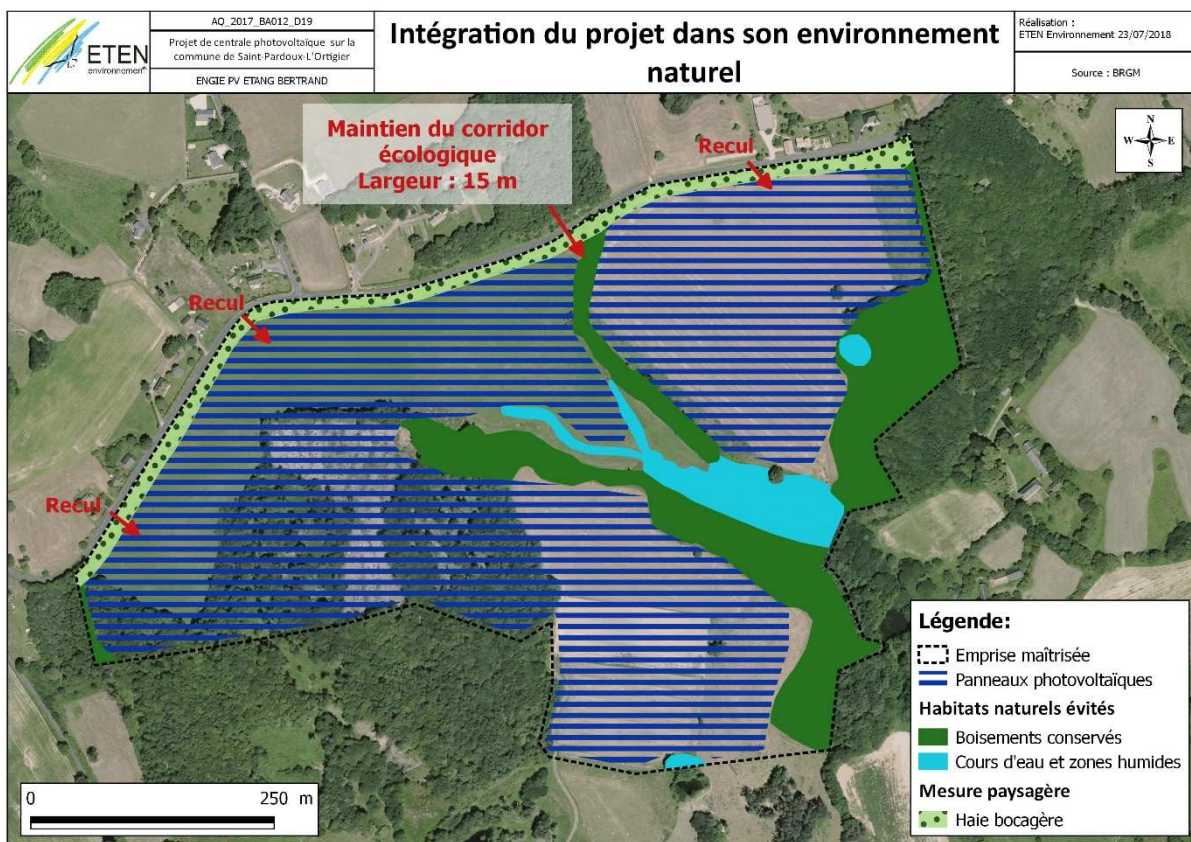 ETEN
environnement
AQ_2017_BA012_D19
Projet de centrale photovoltaïque sur la
commune de Saint-Pardoux-L'Ortigier
ENGIE PV ETANG BERTRAND
Intégration du projet dans son environnement
naturel
Réalisation :
ETEN Environnement 23/07/2018
Source : BRGM
Maintien du corridor
écologique
Largeur : 15 m
Recul
N
W E
S
Recul
Recul
Légende:
Emprise maîtrisée
Panneaux photovoltaïques
Habitats naturels évités
Boisements conservés
Cours d'eau et zones humides
Mesure paysagère
Haie bocagère
0 250 m